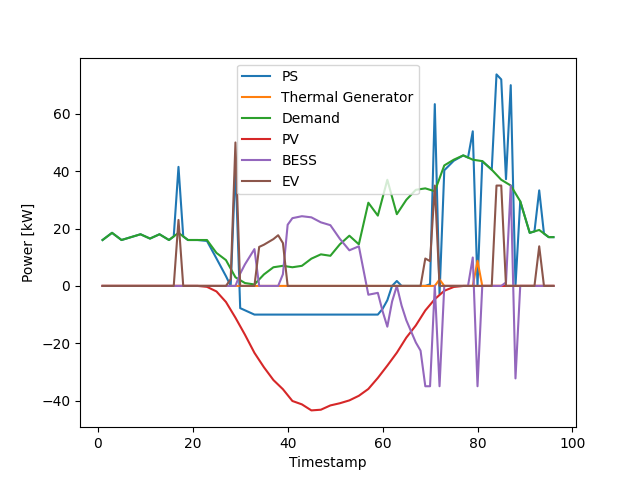 PS
Thermal Generator
Demand
PV
BESS
EV
Power [kW]
60
40
20
0
−20
−40
0
20
40
60
80
100
Timestamp